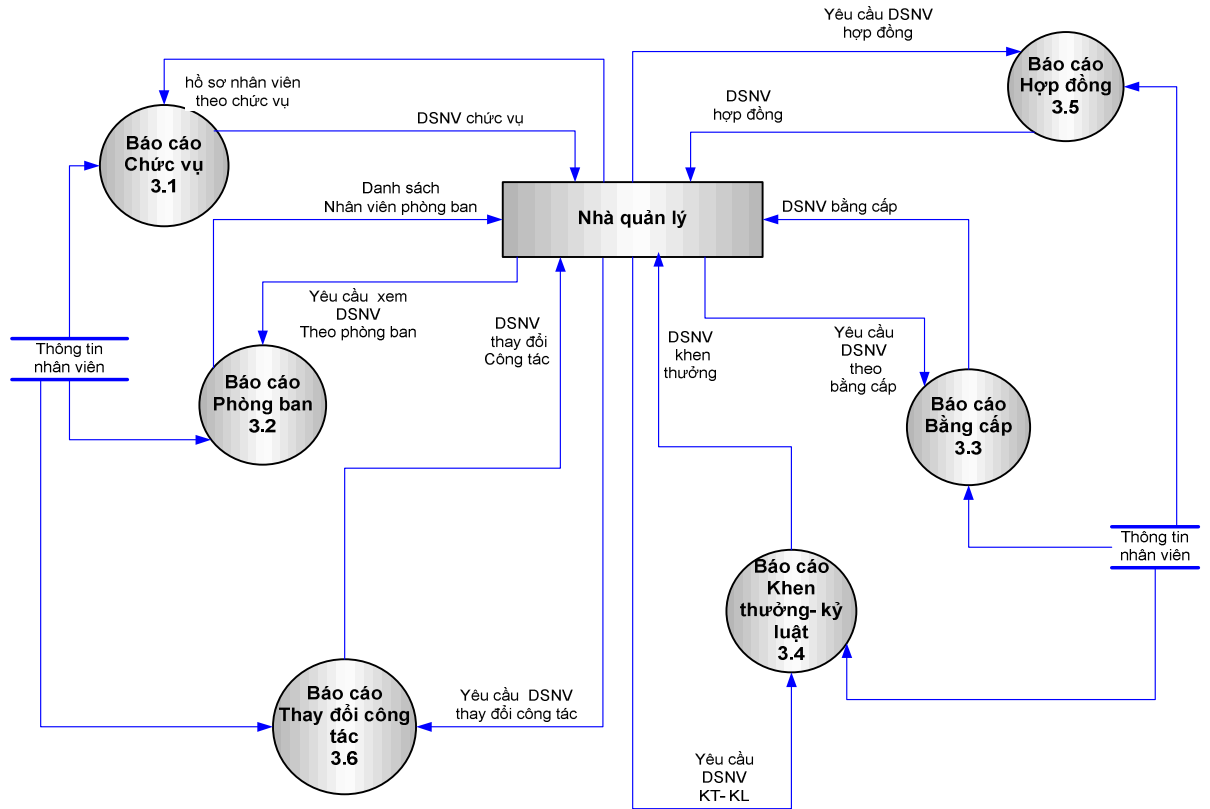 Yêu cầu DSNV
hợp đồng
Báo cáo
Hợp đồng
3.5
hồ sơ nhân viên
theo chức vụ
DSNV
hợp đồng
DSNV chức vụ
Báo cáo
Chức vụ
3.1
Danh sách
Nhân viên phòng ban
Nhà quản lý
DSNV bằng cấp
Yêu cầu xem
DSNV
Theo phòng ban
DSNV
thay đổi
Công tác
DSNV
khen
thưởng
Yêu cầu
DSNV
theo
bằng cấp
Thông tin
nhân viên
Báo cáo
Phòng ban
3.2
Báo cáo
Bằng cấp
3.3
Thông tin
nhân viên
Báo cáo
Khen
thưởng- kỷ
luật
3.4
Báo cáo
Thay đổi công
tác
3.6
Yêu cầu DSNV
thay đổi công tác
Yêu cầu
DSNV
KT- KL